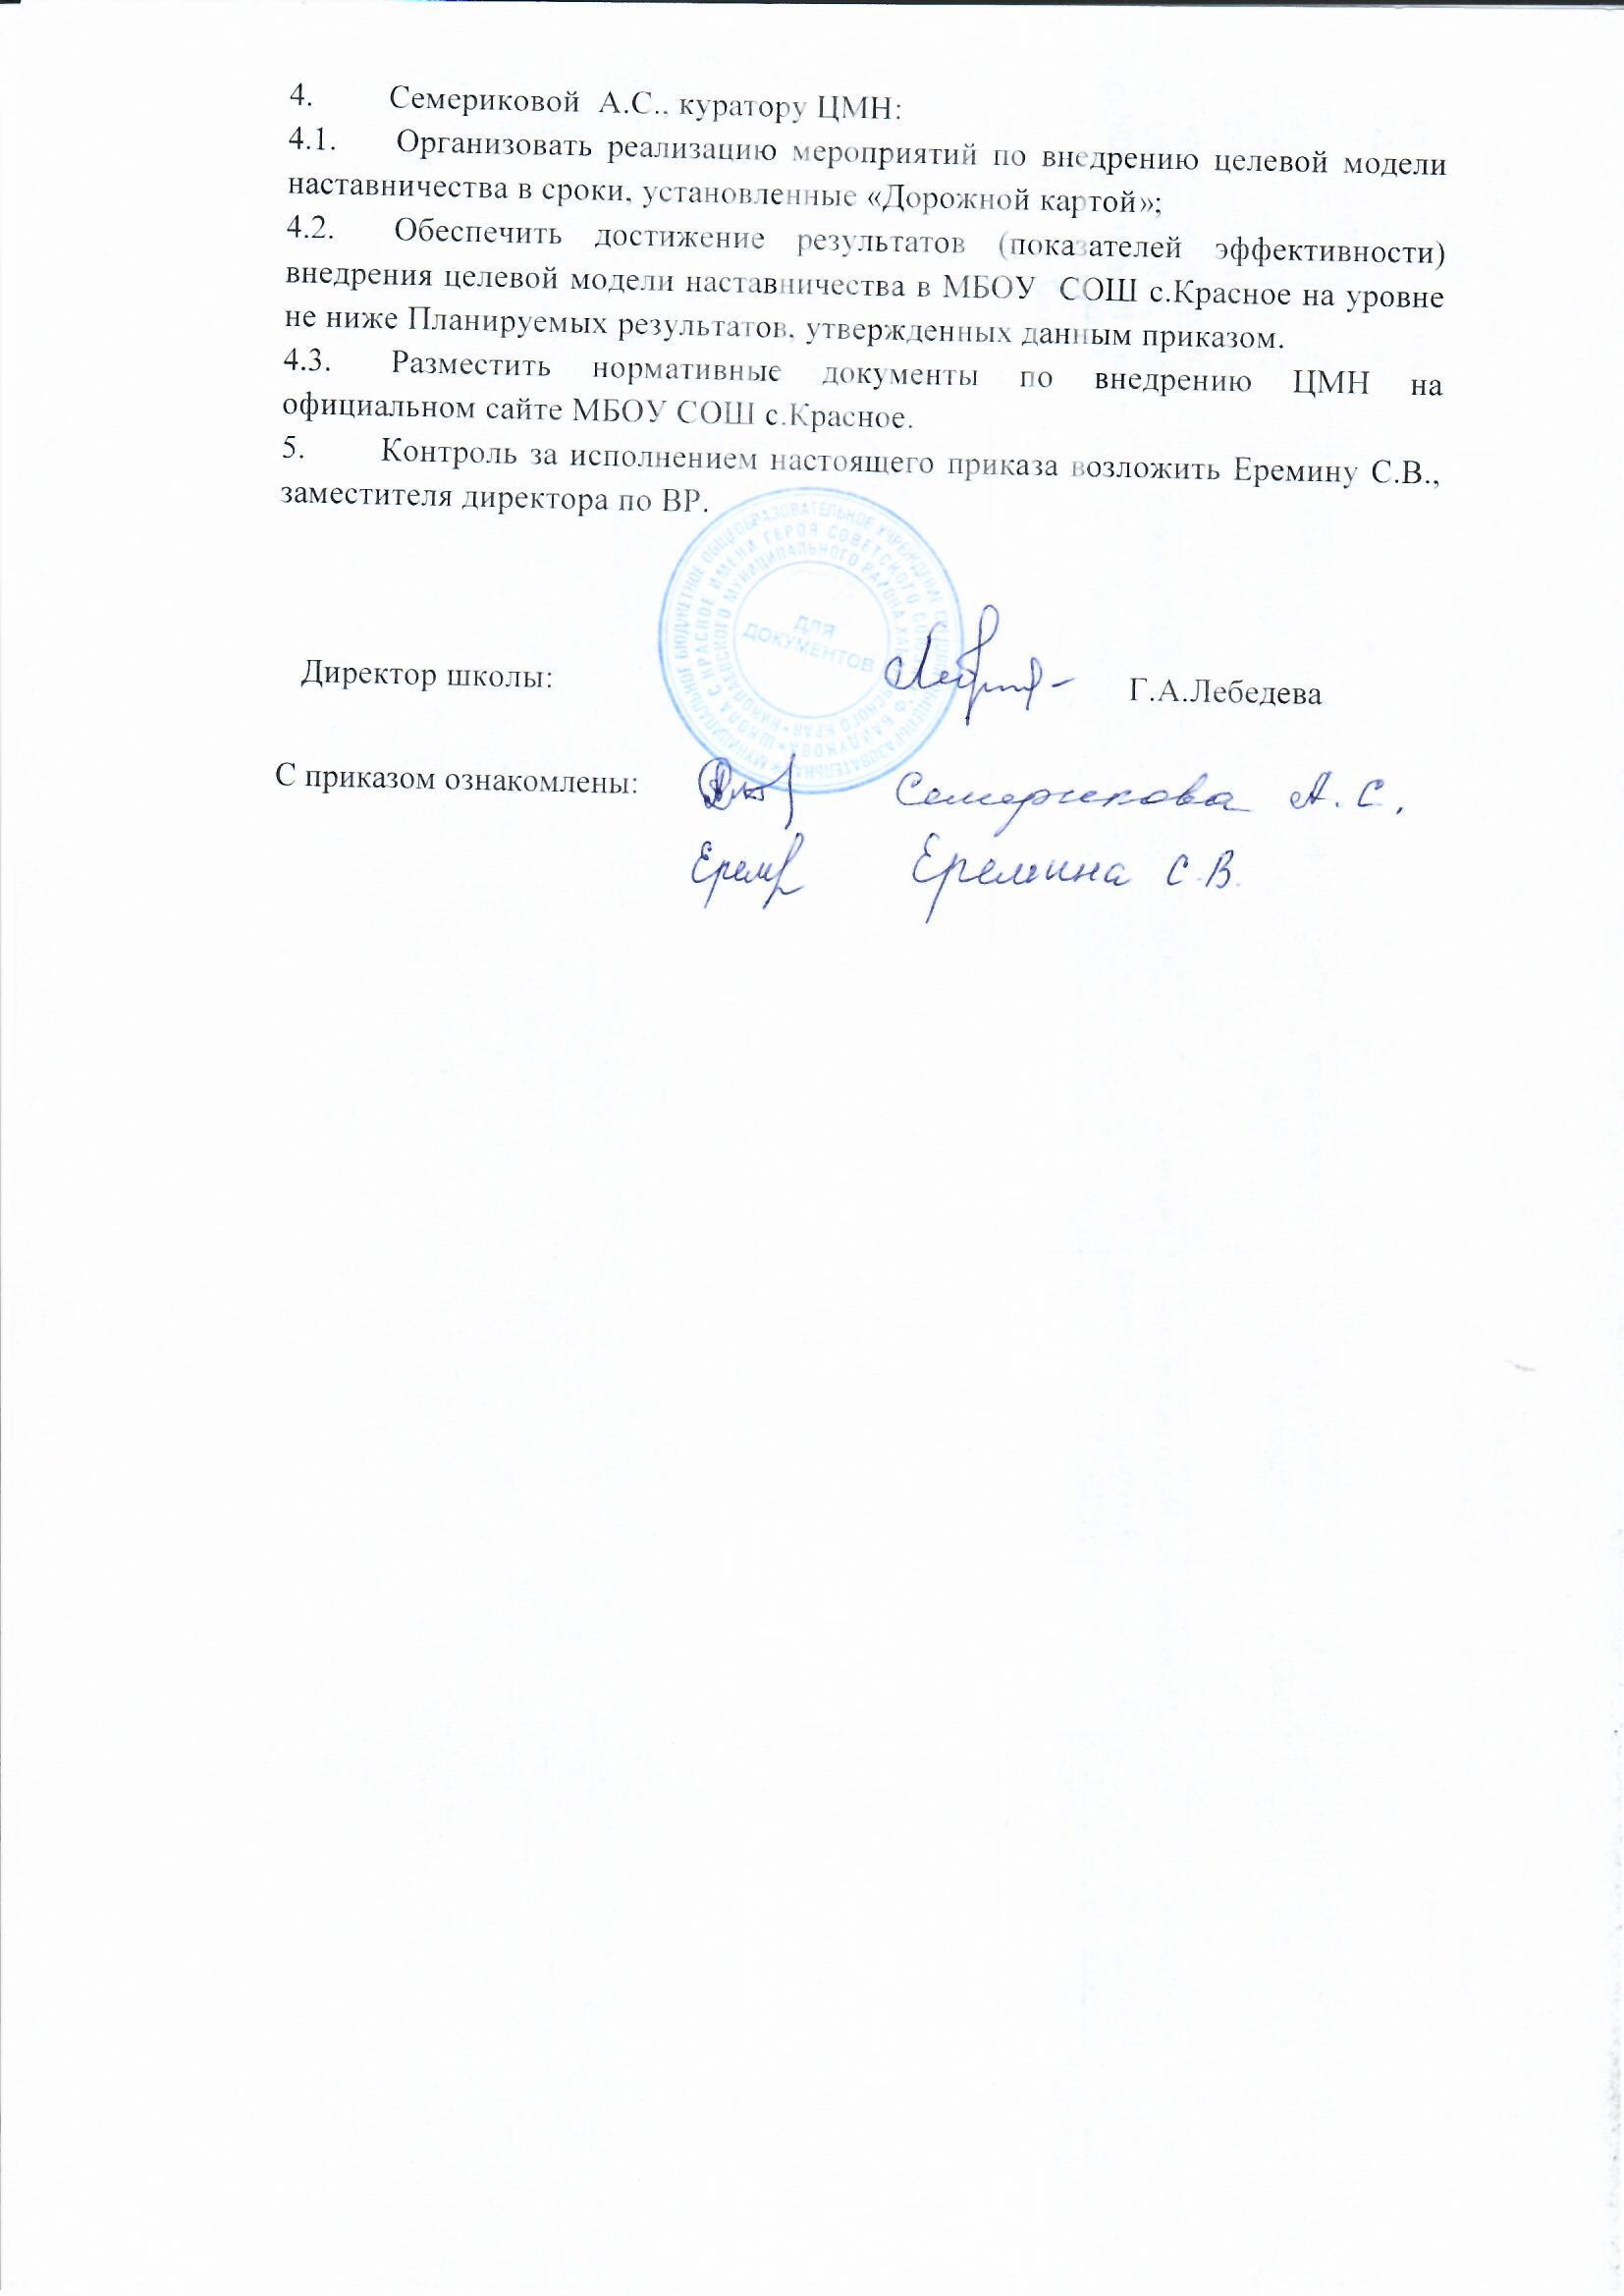 4. Семериковой А.С., куратору ЦМН:
4.1. Организовать реализацию мероприятий по внедрению целевой модели
наставничества в сроки, установленные «Дорожной картой»;
4.2. Обеспечить достижение результатов (показателей эффективности)
внедрения целевой модели наставничества в МБОУ СОШ с.Красное на уровне
не ниже Планируемых результатов, утвержденных данным приказом.
4.3. Разместить нормативные документы по внедрению ЦМН на
официальном сайте МБОУ СОШ с.Красное.
5. Контроль за исполнением настоящего приказа возложить Еремину С.В.,
заместителя директора по ВР.
ДЛЯ
ДОКУМЕНТОВ
Директор школы: Г.А.Лебедева
С приказом ознакомлены: Семерикова А.С.
Еремина С.В.